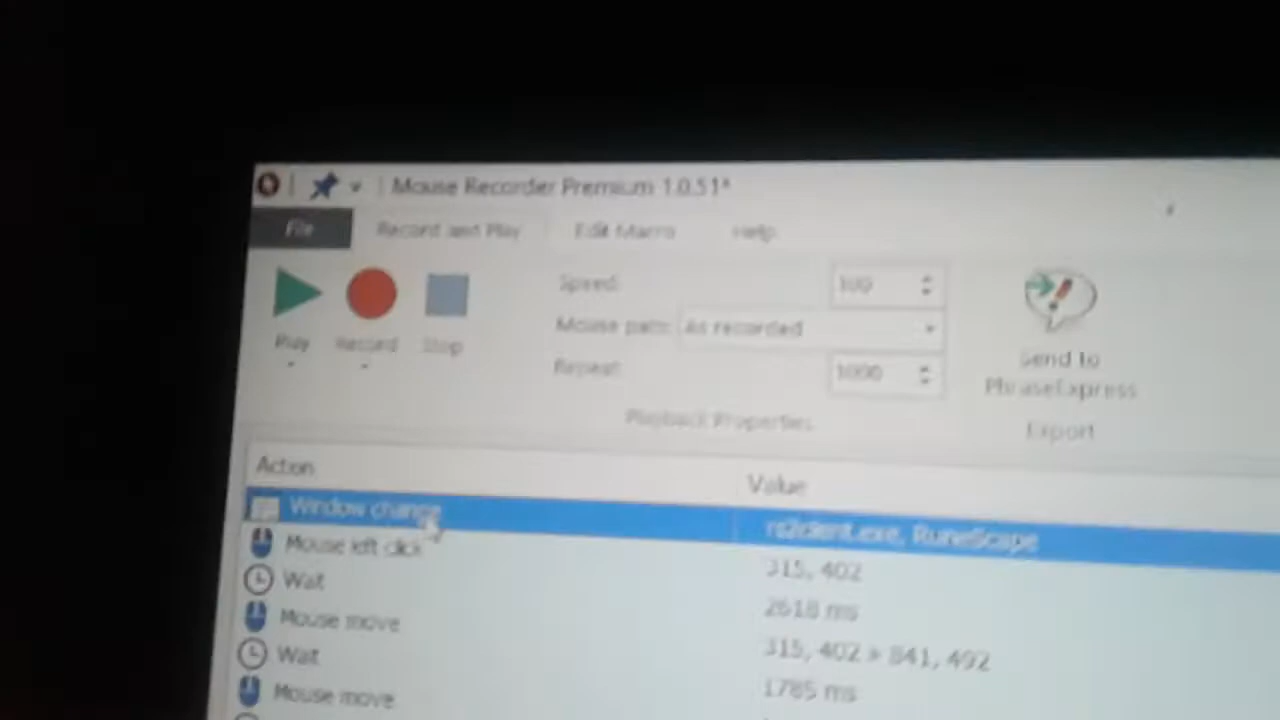 Mouse Recorder Premium 1.0.51*
File Record and Play Edit Macro Help
Speed: 100
Mouse path: As recorded
Repeat: 1000
Play Record Stop
Send to
PhraseExpress
Playback Properties
Export
Action Value
Window change rs2client.exe, RuneScape
Mouse left click 315, 402
Wait 2618 ms
Mouse move 315, 402 » 841, 492
Wait 1785 ms
Mouse move